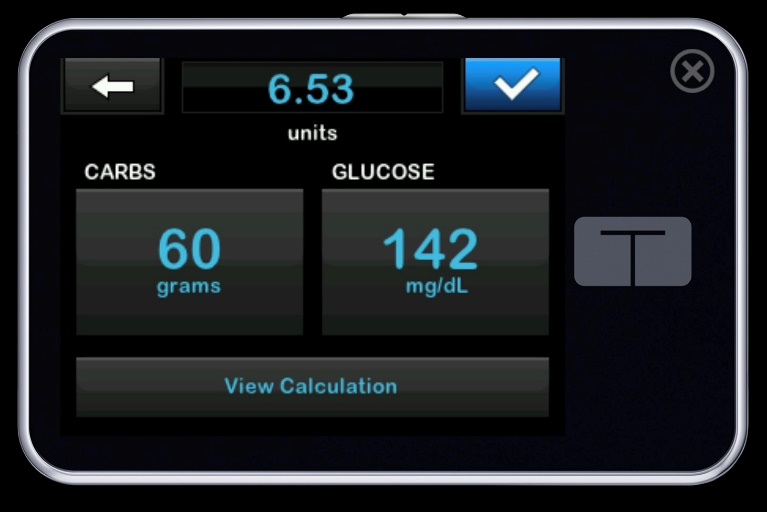 6.53
units
CARBS
GLUCOSE
60
142
grams
mg/dL
View Calculation